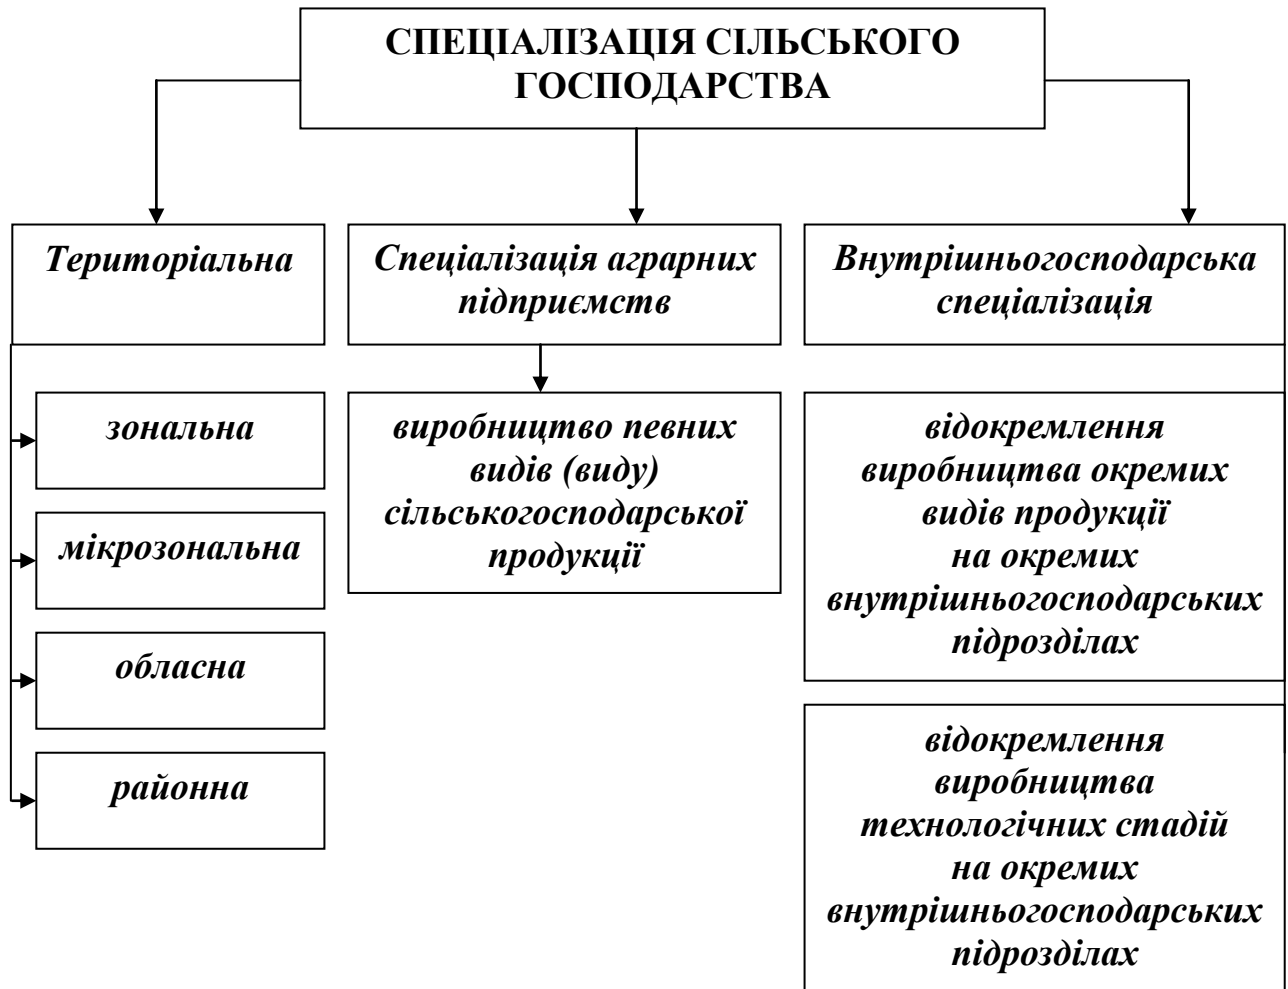 СПЕЦІАЛІЗАЦІЯ СІЛЬСЬКОГО
ГОСПОДАРСТВА
Територіальна
Спеціалізація аграрних
підприємств
Внутрішньогосподарська
спеціалізація
зональна
мікрозональна
обласна
районна
виробництво певних
видів (виду)
сільськогосподарської
продукції
відокремлення
виробництва окремих
видів продукції
на окремих
внутрішньогосподарських
підрозділах
відокремлення
виробництва
технологічних стадій
на окремих
внутрішньогосподарських
підрозділах